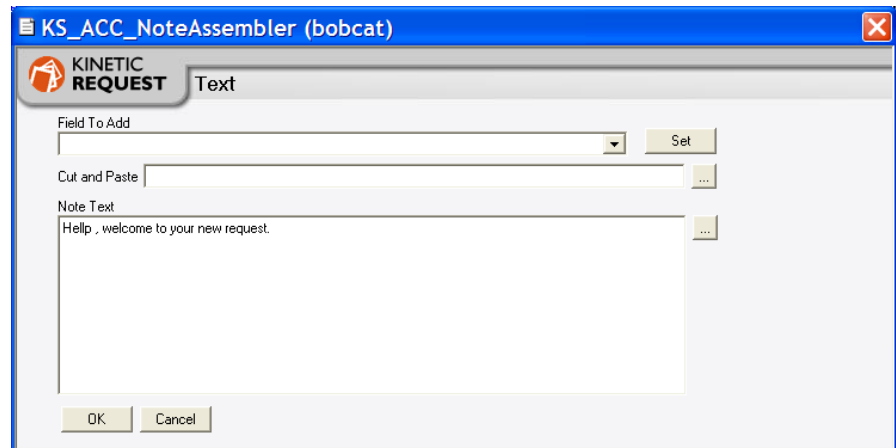 KS_ACC_NoteAssembler (bobcat)
KINETIC
REQUEST
Text
Field To Add
Set
Cut and Paste
...
Note Text
Hellp , welcome to your new request.
...
OK
Cancel